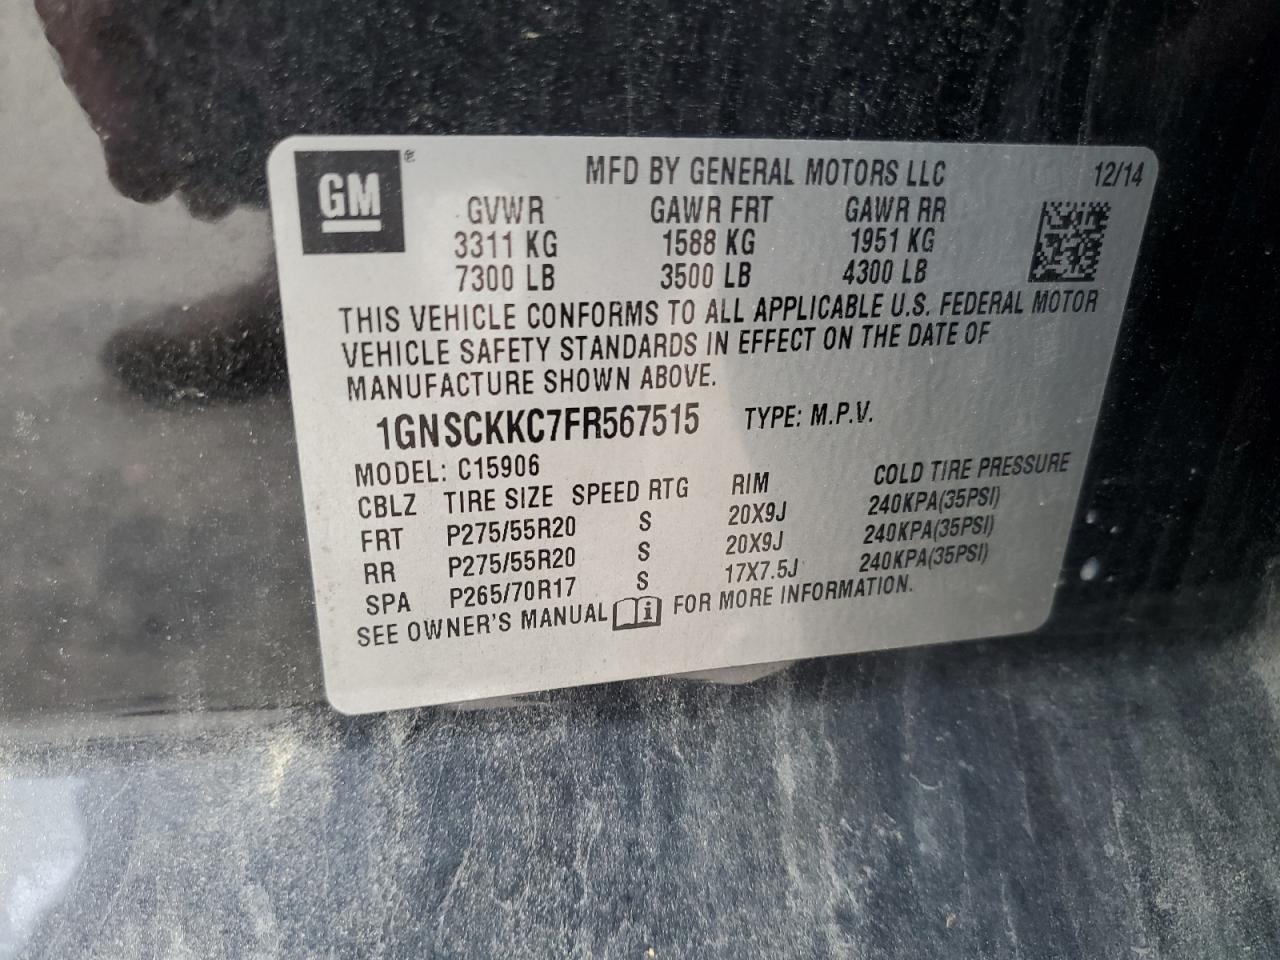 GM ®
MFD BY GENERAL MOTORS LLC 12/14
GVWR GAWR FRT GAWR RR
3311 KG 1588 KG 1951 KG
7300 LB 3500 LB 4300 LB
THIS VEHICLE CONFORMS TO ALL APPLICABLE U.S. FEDERAL MOTOR
VEHICLE SAFETY STANDARDS IN EFFECT ON THE DATE OF
MANUFACTURE SHOWN ABOVE.
1GNSCKKC7FR567515 TYPE: M.P.V.
MODEL: C15906
CBLZ TIRE SIZE SPEED RTG RIM COLD TIRE PRESSURE
FRT P275/55R20 S 20X9J 240KPA(35PSI)
RR P275/55R20 S 20X9J 240KPA(35PSI)
SPA P265/70R17 S 17X7.5J 240KPA(35PSI)
SEE OWNER'S MANUAL i FOR MORE INFORMATION.